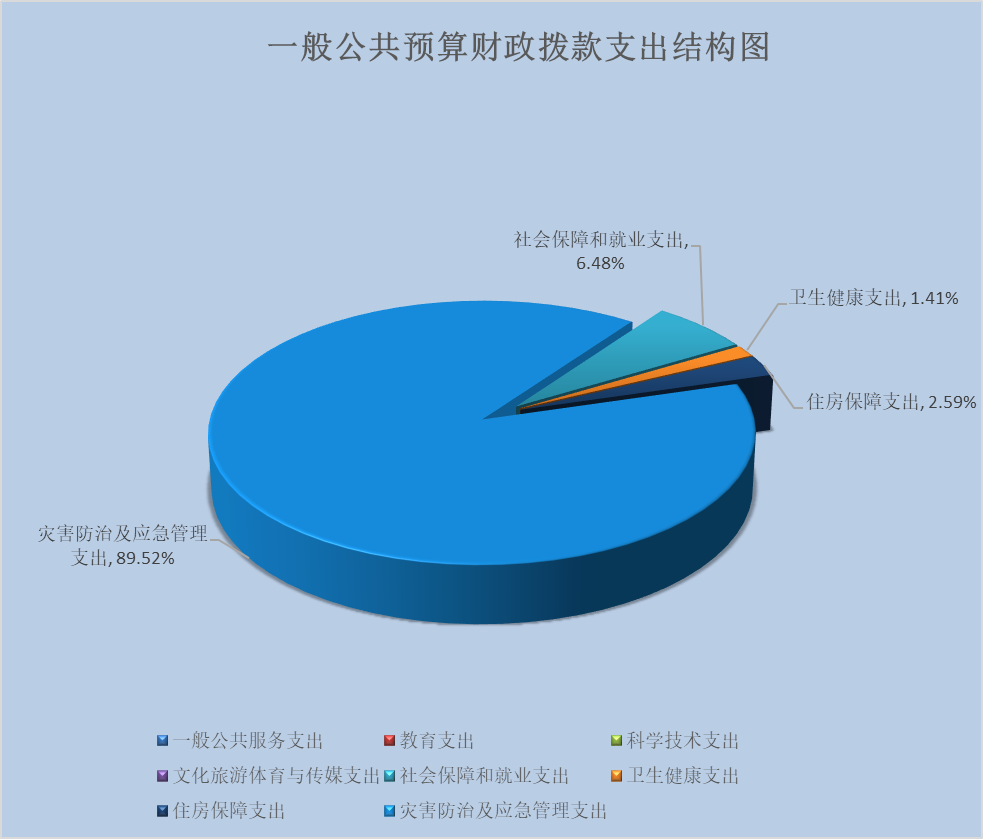 一般公共预算财政拨款支出结构图
社会保障和就业支出,
6.48%
卫生健康支出, 1.41%
住房保障支出, 2.59%
灾害防治及应急管理
支出, 89.52%
一般公共服务支出
教育支出
科学技术支出
文化旅游体育与传媒支出
社会保障和就业支出
卫生健康支出
住房保障支出
灾害防治及应急管理支出